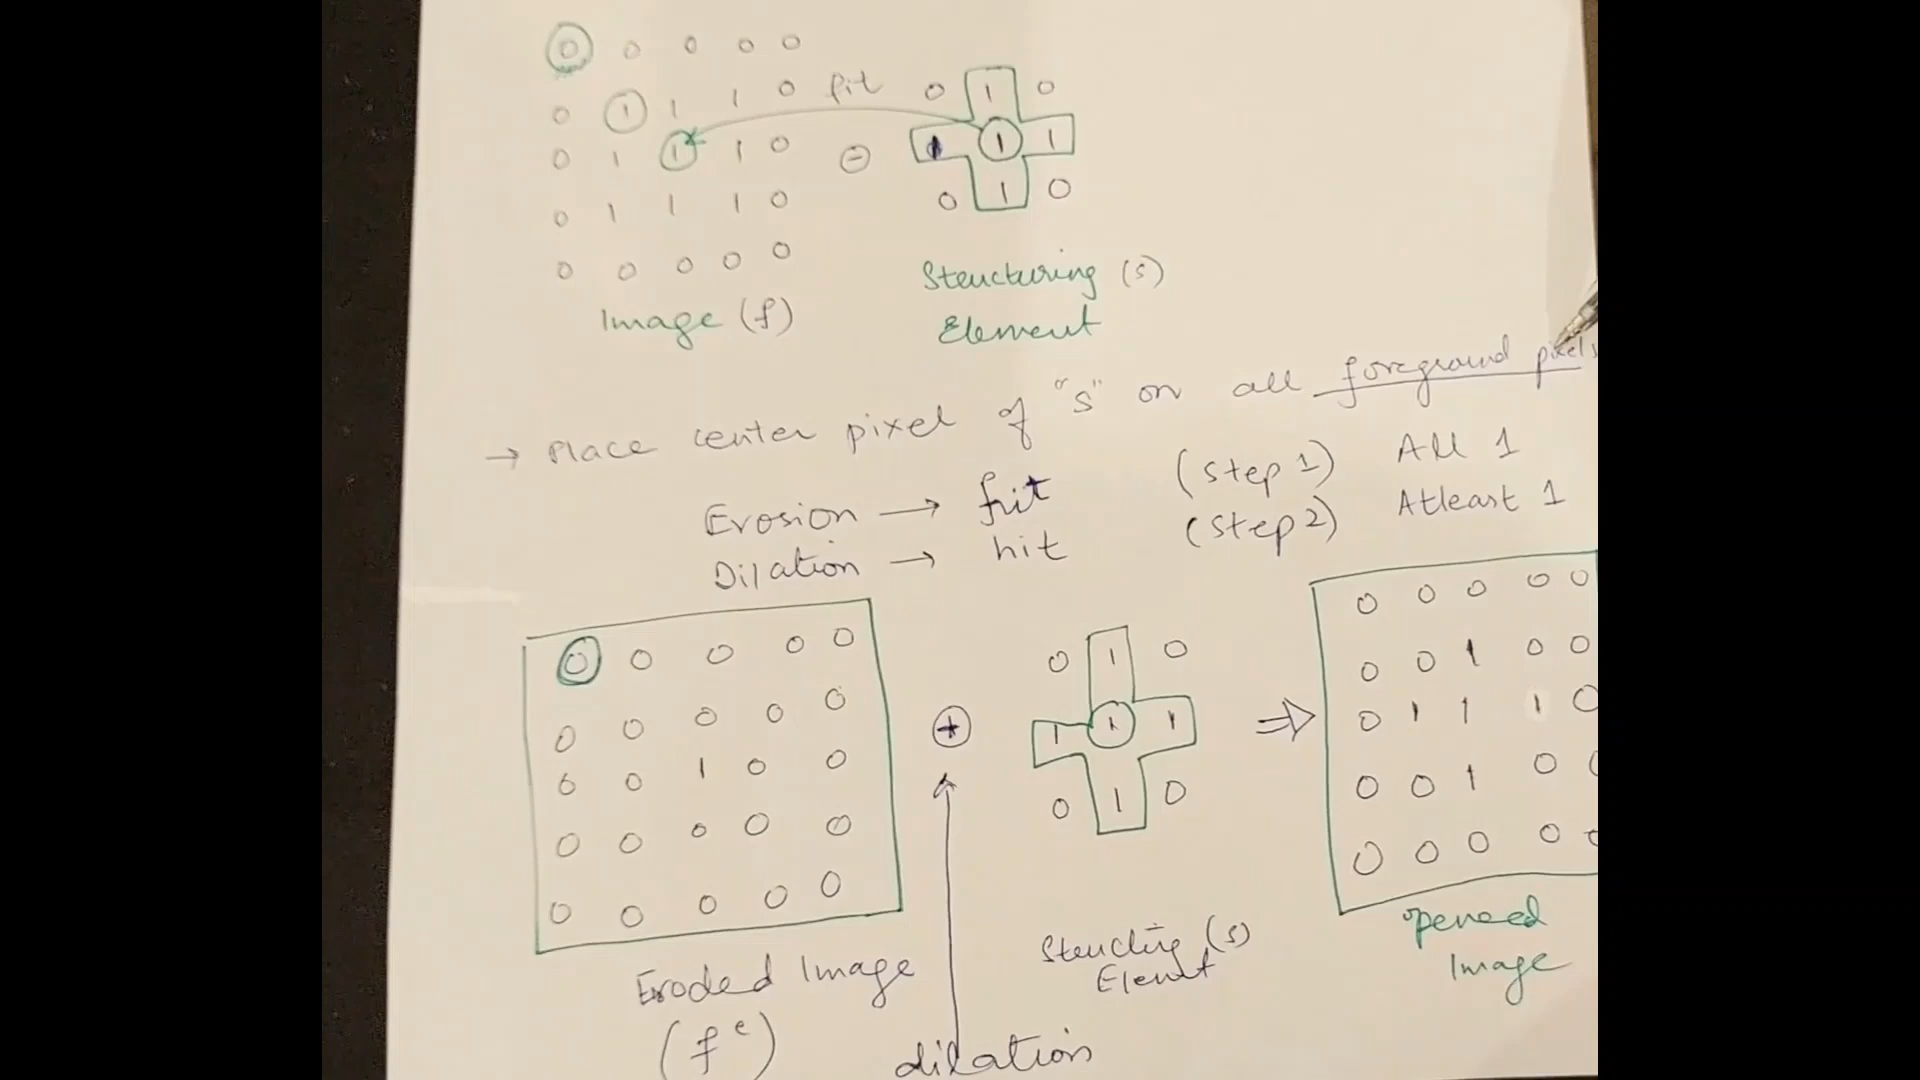 0 0 0 0 0
0 1 1 1 0 fit 0 1 0
0 1 1 1 0 ⊖ 1 1 1
0 1 1 1 0 0 1 0
0 0 0 0 0
Image (f)
Structuring (s)
Element
→ Place center pixel of "s" on all foreground pixels
Erosion → fit (Step 1) All 1
Dilation → hit (Step 2) Atleast 1
0 0 0 0 0 0 1 0 0 0 0 0 0
0 0 0 0 0 0 0 1 0 0
0 0 1 0 0 ⊕ 1 1 1 ⇒ 0 1 1 1 0
0 0 0 0 0 0 1 0 0 0 1 0 0
0 0 0 0 0 0 0 0 0 0
Eroded Image
(f e)
dilation
(s)
Image